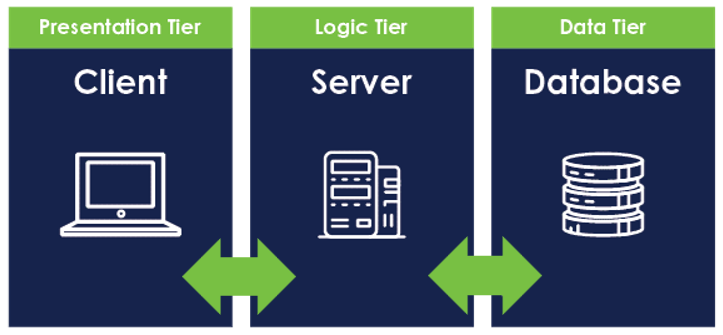 Presentation Tier
Client
Logic Tier
Server
Data Tier
Database